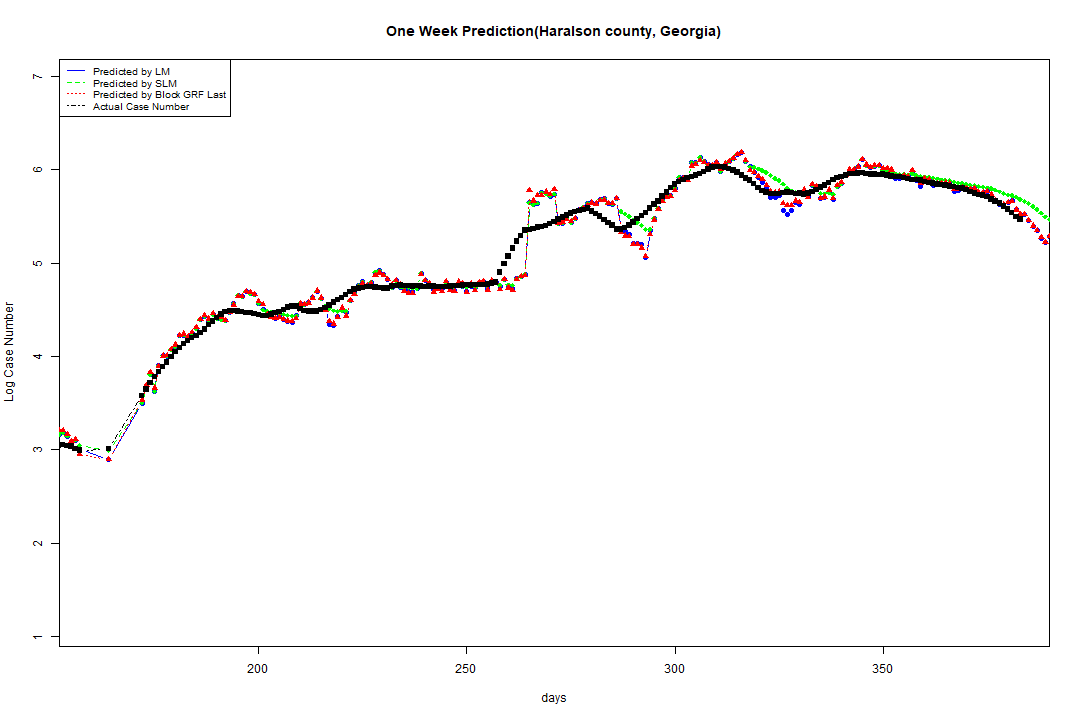 One Week Prediction(Haralson county, Georgia)
Predicted by LM
Predicted by SLM
Predicted by Block GRF Last
Actual Case Number
7
6
5
4
3
2
1
Log Case Number
200
250
300
350
days